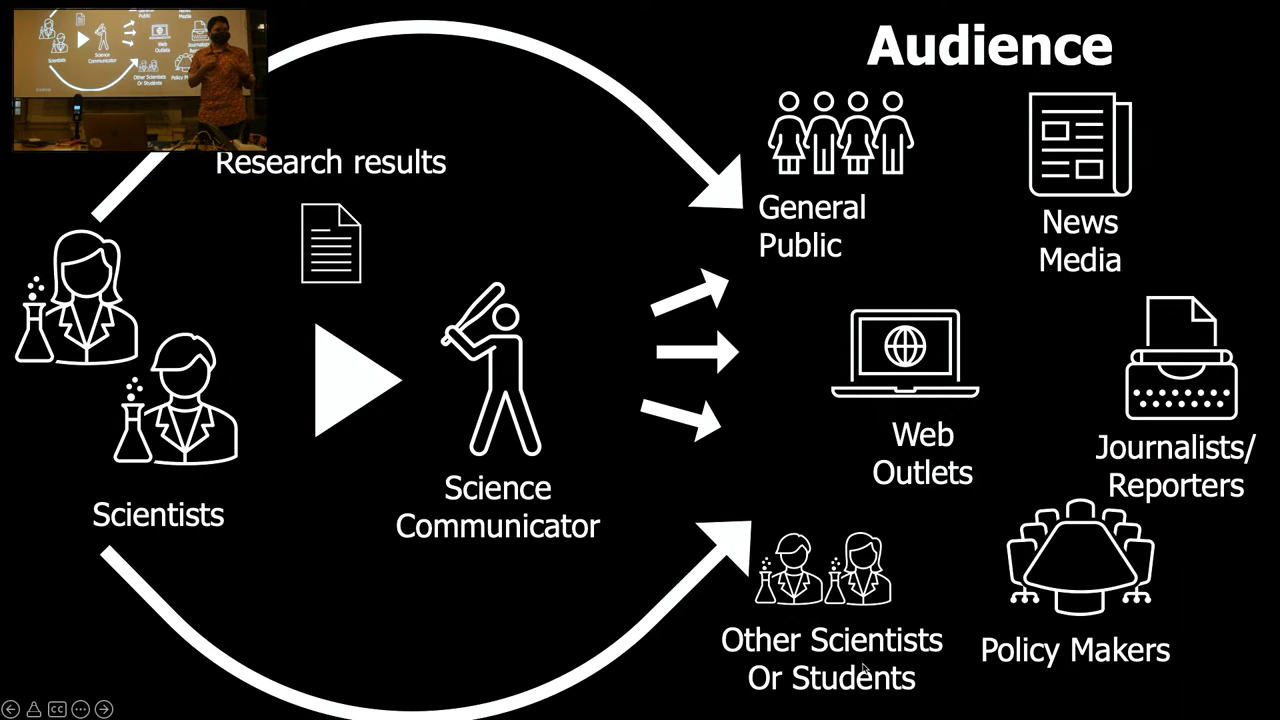 Audience
Research results
General
Public
News
Media
Scientists
Science
Communicator
Web
Outlets
Journalists/
Reporters
Other Scientists
Or Students
Policy Makers
CC